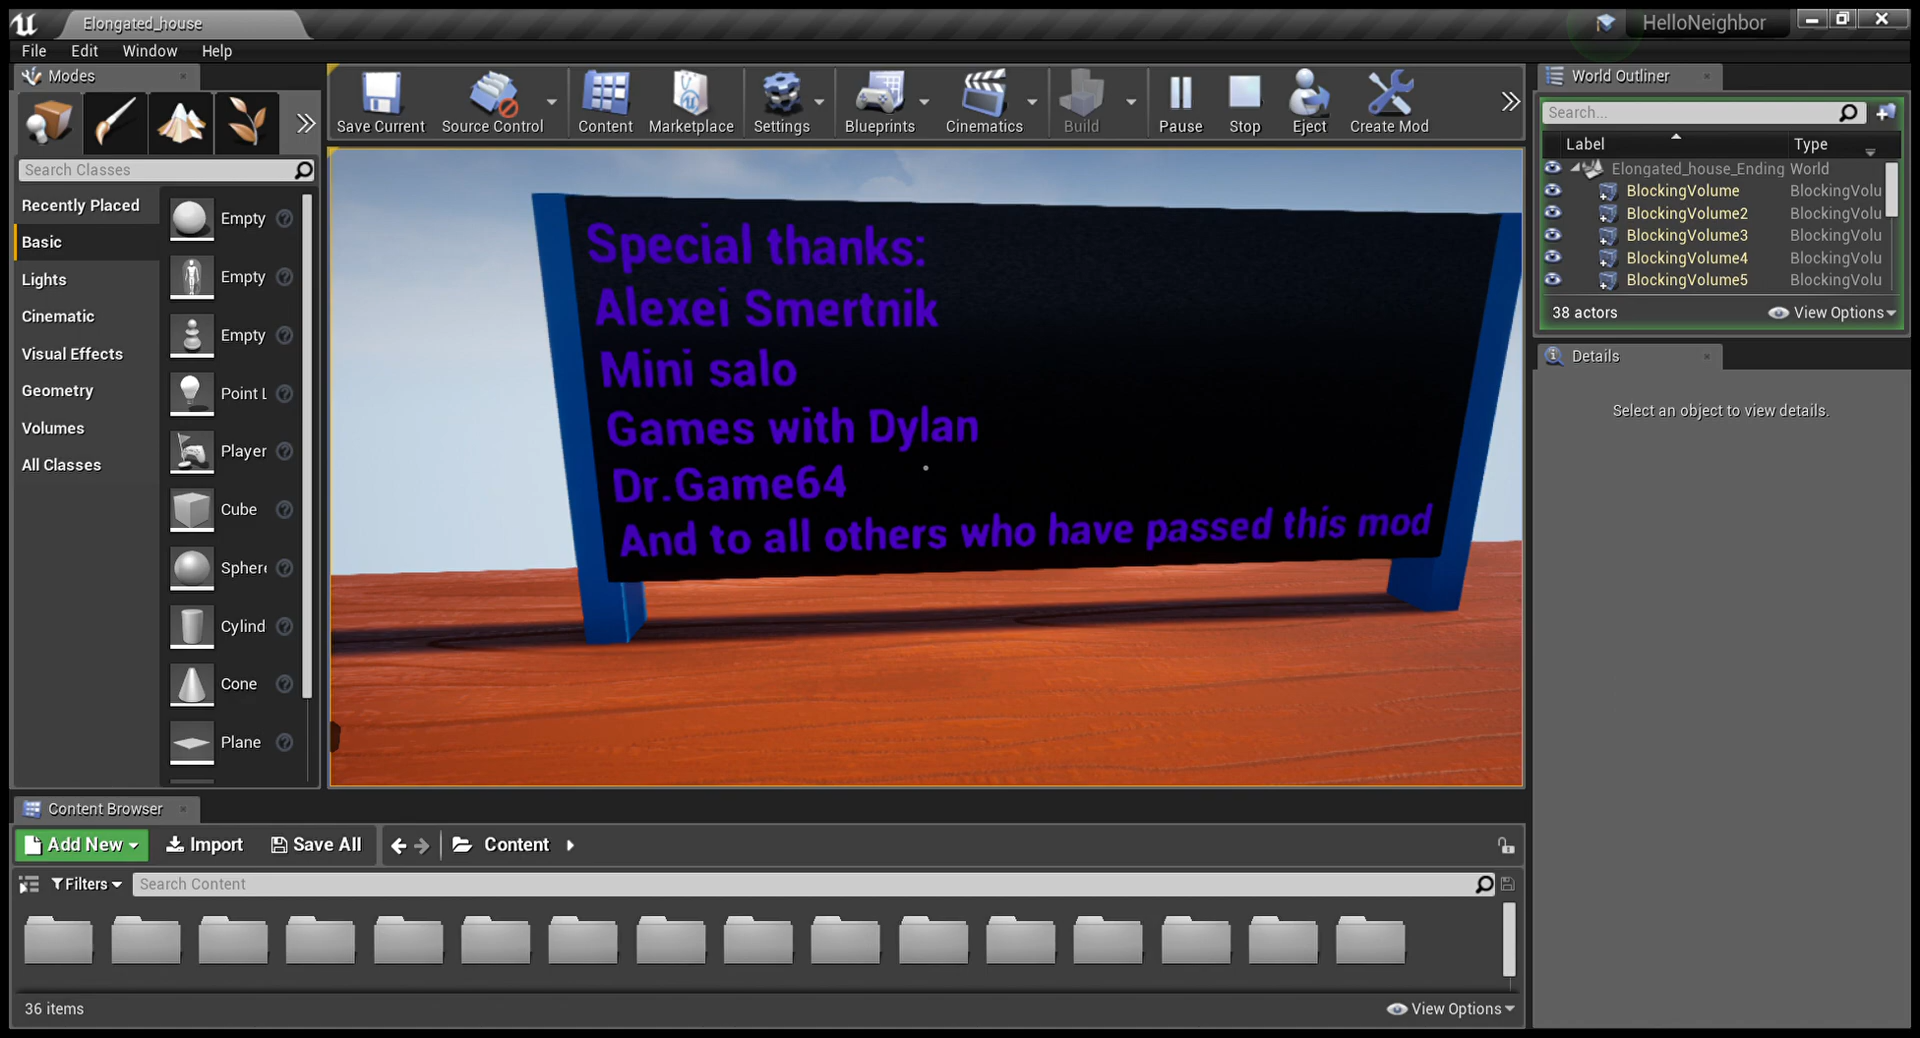 Elongated_house
HelloNeighbor
File Edit Window Help
Modes
Save Current
Source Control
Content
Marketplace
Settings
Blueprints
Cinematics
Build
Pause
Stop
Eject
Create Mod
Search Classes
Recently Placed
Basic
Lights
Cinematic
Visual Effects
Geometry
Volumes
All Classes
Empty
Empty
Empty
Point L
Player
Cube
Sphere
Cylind
Cone
Plane
Special thanks:
Alexei Smertnik
Mini salo
Games with Dylan
Dr.Game64
And to all others who have passed this mod
World Outliner
Search...
Label Type
Elongated_house_Ending World
BlockingVolume BlockingVolu
BlockingVolume2 BlockingVolu
BlockingVolume3 BlockingVolu
BlockingVolume4 BlockingVolu
BlockingVolume5 BlockingVolu
38 actors View Options
Details
Select an object to view details.
Content Browser
Add New Import Save All Content
Filters Search Content
36 items View Options